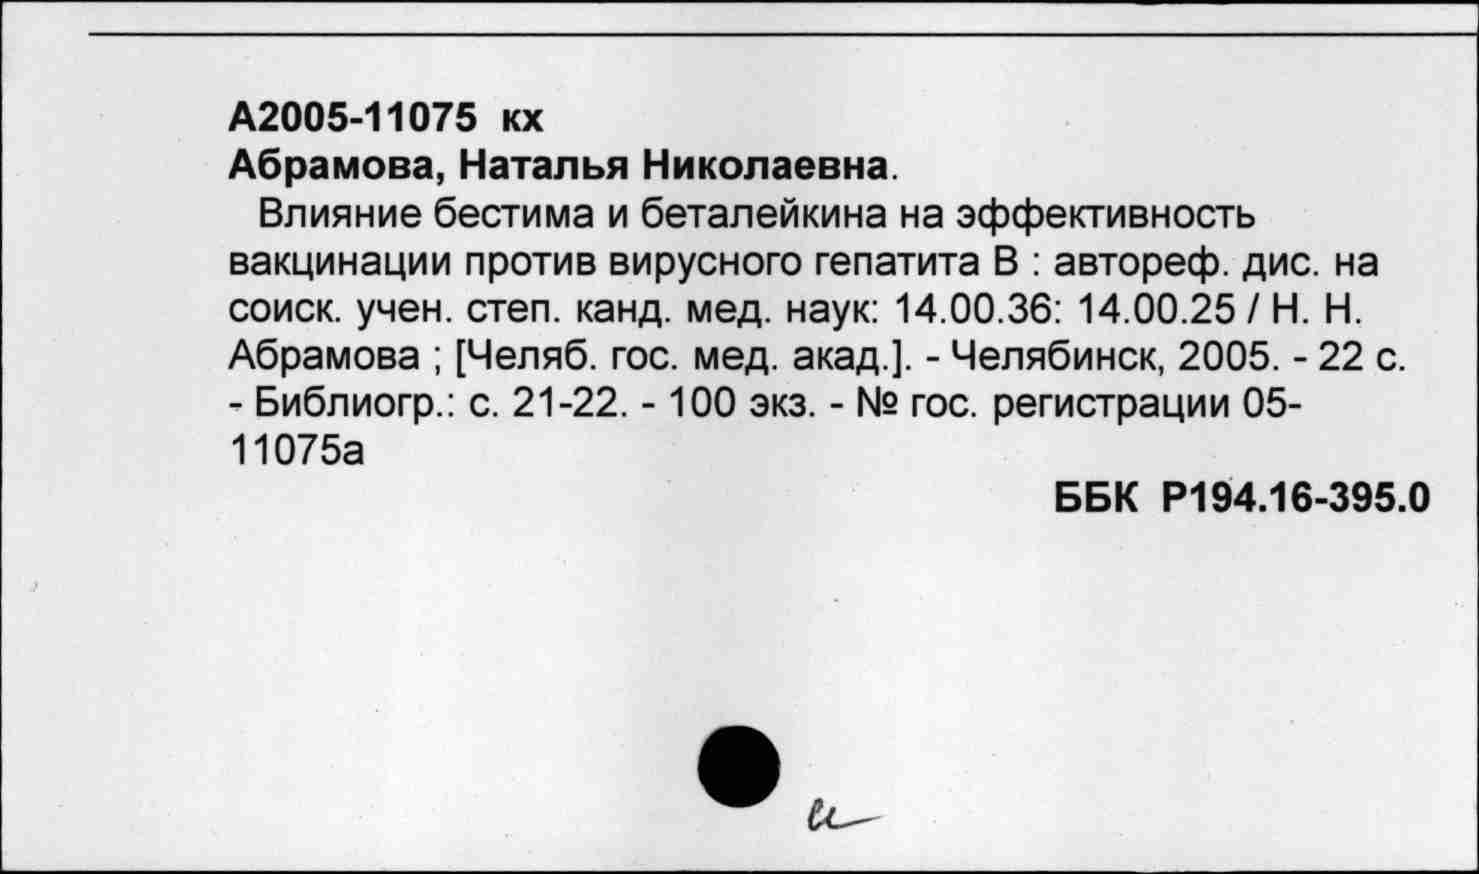 А2005-11075 кх
Абрамова, Наталья Николаевна.
Влияние бестима и беталейкина на эффективность
вакцинации против вирусного гепатита В : автореф. дис. на
соиск. учен. степ. канд. мед. наук: 14.00.36: 14.00.25 / Н. Н.
Абрамова ; [Челяб. гос. мед. акад.]. - Челябинск, 2005. - 22 с.
- Библиогр.: с. 21-22. - 100 экз. - № гос. регистрации 05-
11075а
ББК Р194.16-395.0